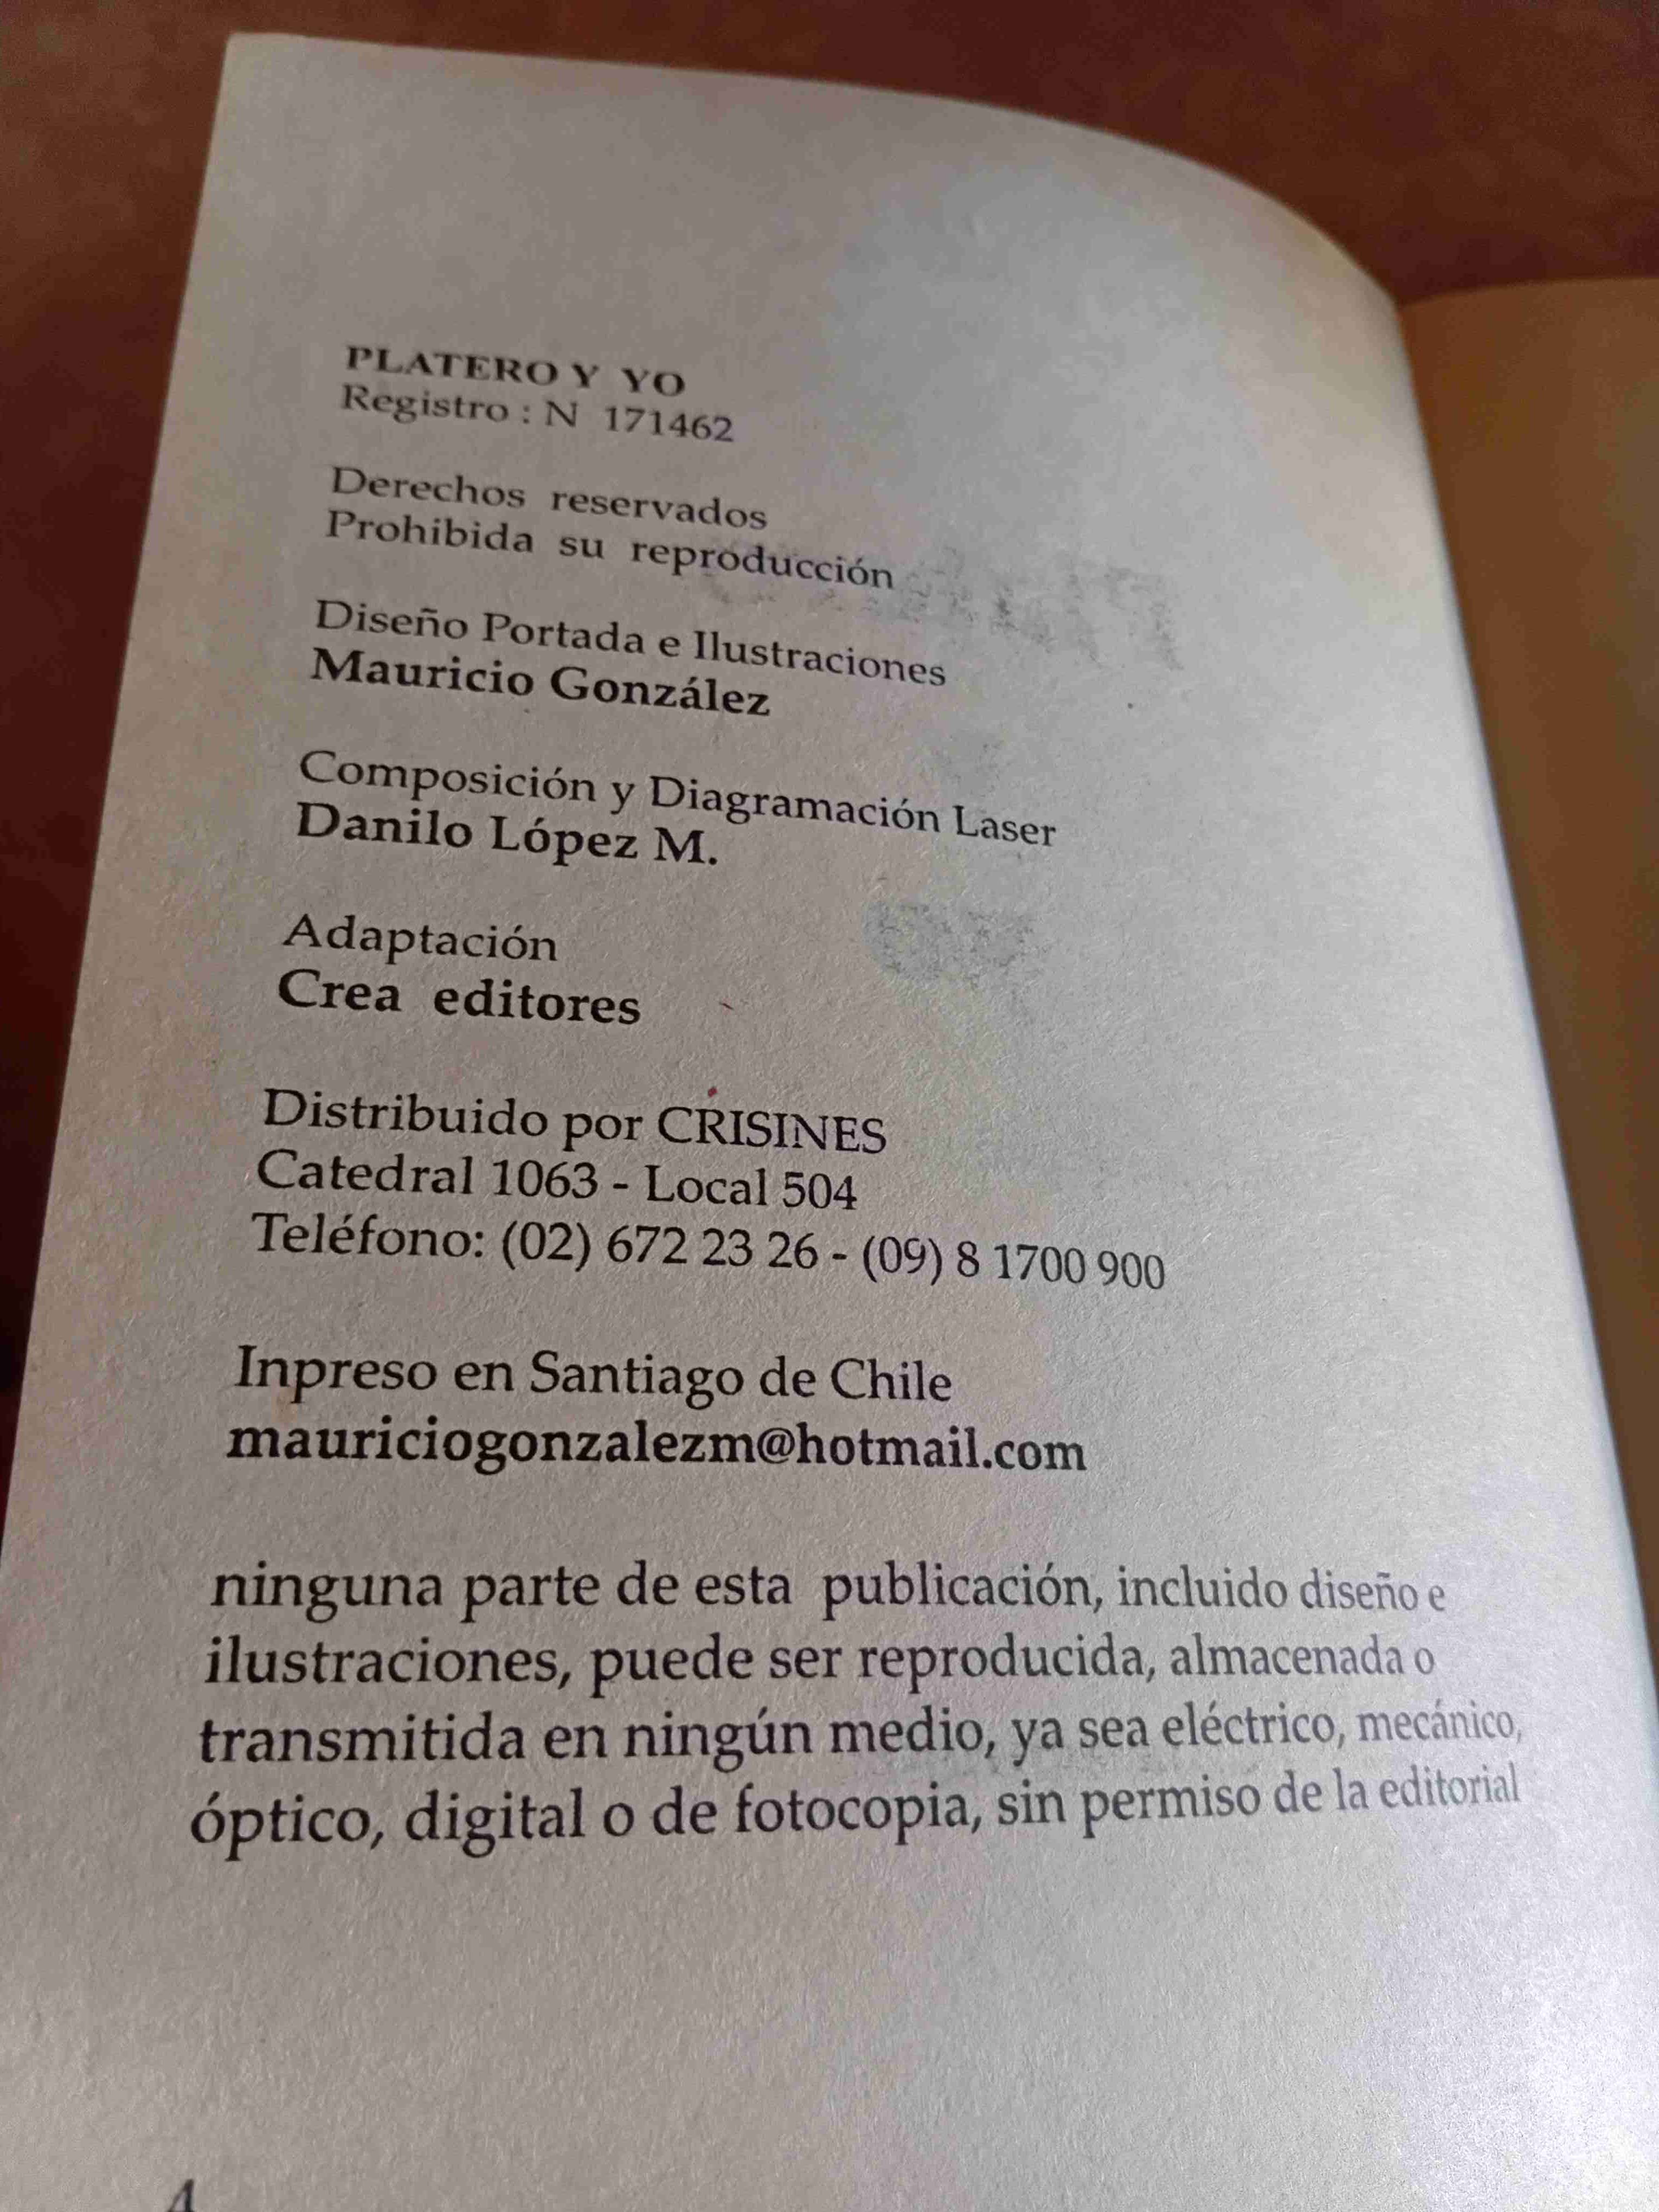 PLATERO Y YO
Registro : N 171462
Derechos reservados
Prohibida su reproducción
Diseño Portada e Ilustraciones
Mauricio González
Composición y Diagramación Laser
Danilo López M.
Adaptación
Crea editores
Distribuido por CRISINES
Catedral 1063 - Local 504
Teléfono: (02) 672 23 26 - (09) 8 1700 900
Inpreso en Santiago de Chile
mauriciogonzalezm@hotmail.com
ninguna parte de esta publicación, incluido diseño e
ilustraciones, puede ser reproducida, almacenada o
transmitida en ningún medio, ya sea eléctrico, mecánico,
óptico, digital o de fotocopia, sin permiso de la editorial
4